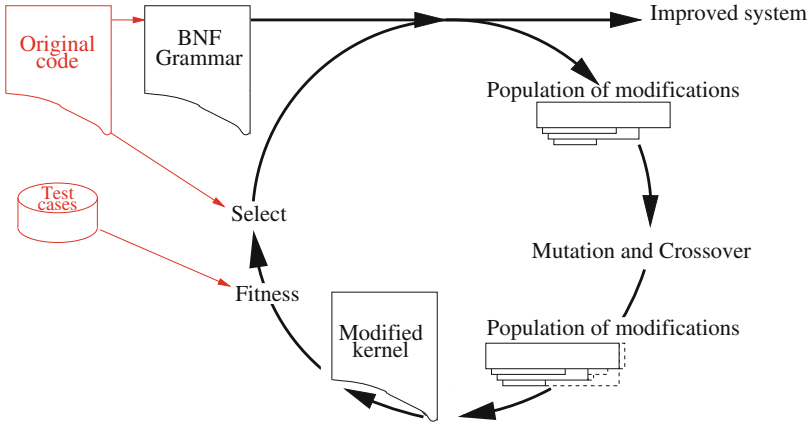 Original
code
BNF
Grammar
Improved system
Population of modifications
Test
cases
Select
Mutation and Crossover
Fitness
Modified
kernel
Population of modifications